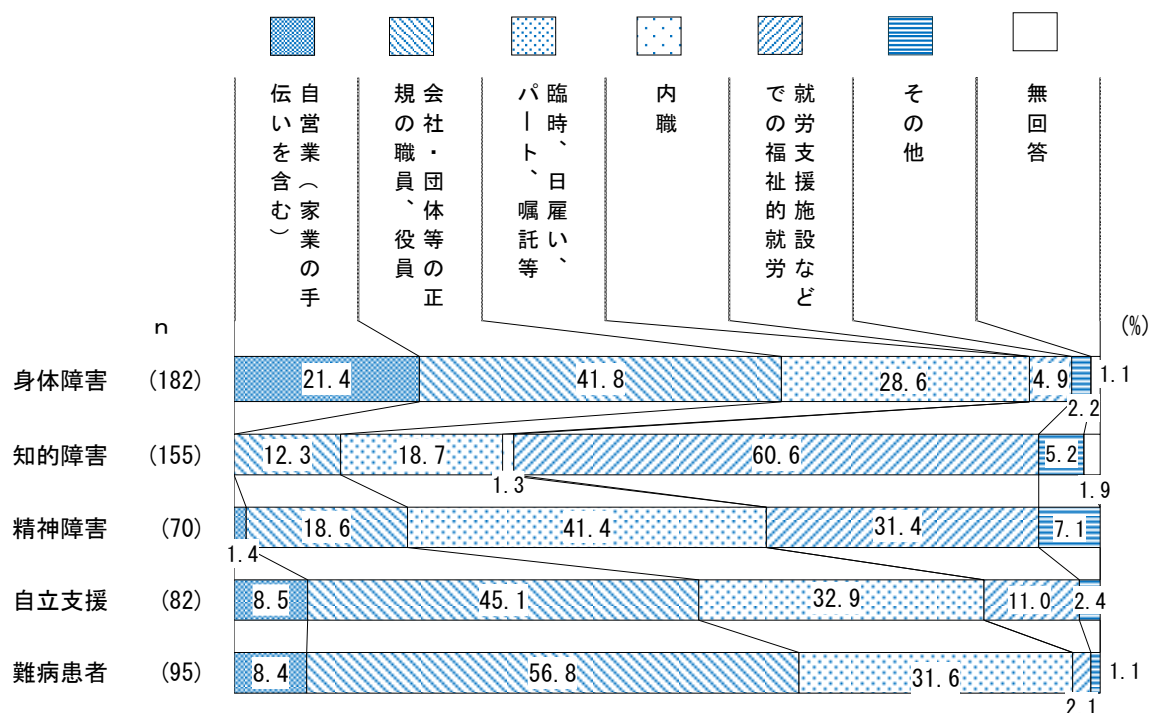 自営業（家業の手
伝いを含む）
会社・団体等の正
規の職員、役員
臨時、日雇い、
パート、嘱託等
内職
就労支援施設など
での福祉的就労
その他
無回答
n
(%)
身体障害 (182) 21.4 41.8 28.6 4.9 2.2 1.1
知的障害 (155) 12.3 18.7 1.3 60.6 5.2 1.9
精神障害 (70) 1.4 18.6 41.4 31.4 7.1
自立支援 (82) 8.5 45.1 32.9 11.0 2.4
難病患者 (95) 8.4 56.8 31.6 2.1 1.1